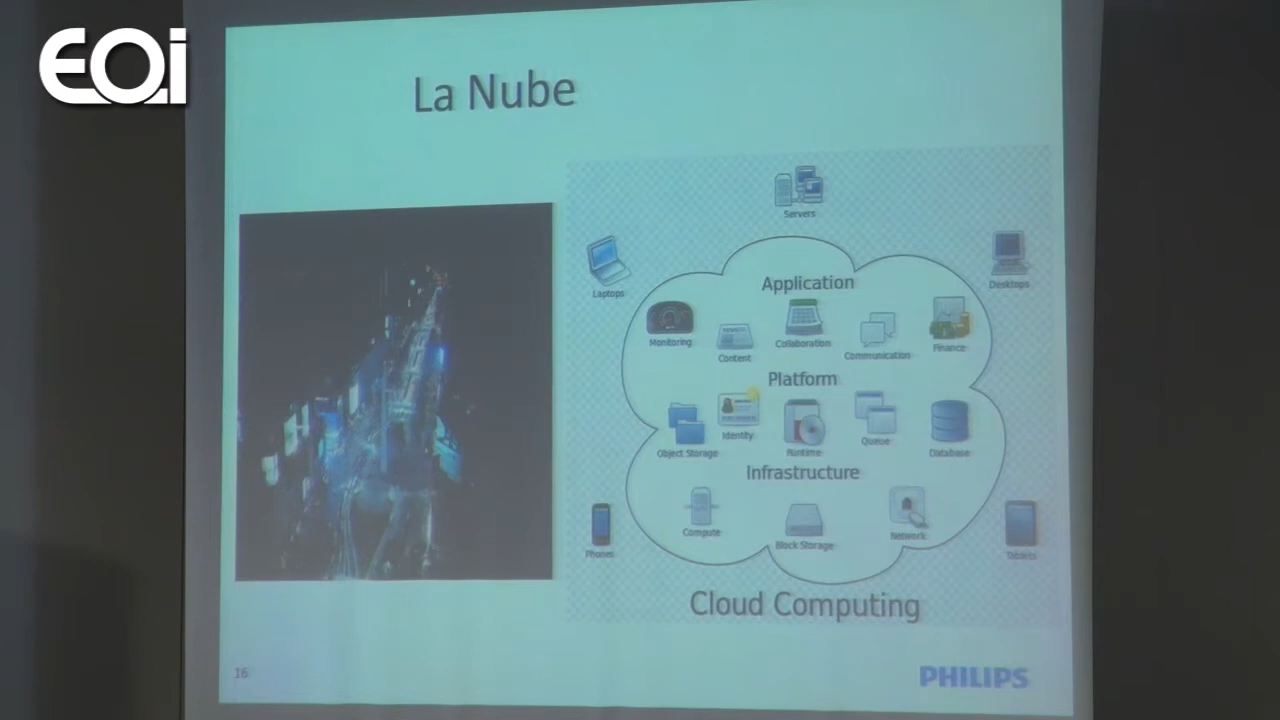 EOi
La Nube
Servers
Laptops
Desktops
Application
Monitoring
Content
Collaboration
Communication
Finance
Platform
Object Storage
Identity
Runtime
Queue
Database
Infrastructure
Compute
Block Storage
Network
Phones
Tablets
Cloud Computing
16
PHILIPS